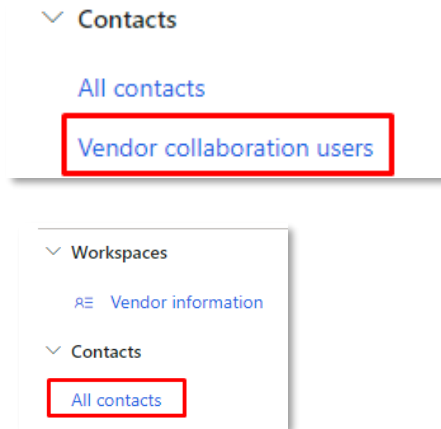 Contacts
All contacts
Vendor collaboration users
Workspaces
Vendor information
Contacts
All contacts